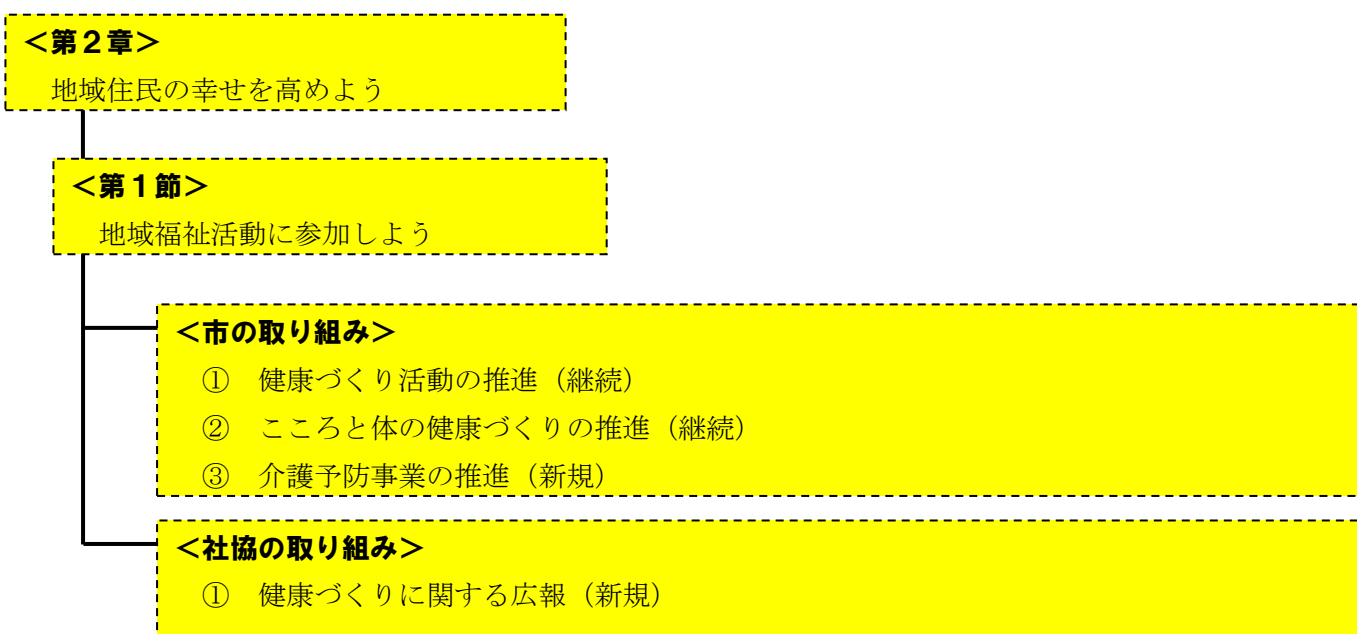 ＜第２章＞
地域住民の幸せを高めよう
＜第１節＞
地域福祉活動に参加しよう
＜市の取り組み＞
① 健康づくり活動の推進（継続）
② こころと体の健康づくりの推進（継続）
③ 介護予防事業の推進（新規）
＜社協の取り組み＞
① 健康づくりに関する広報（新規）